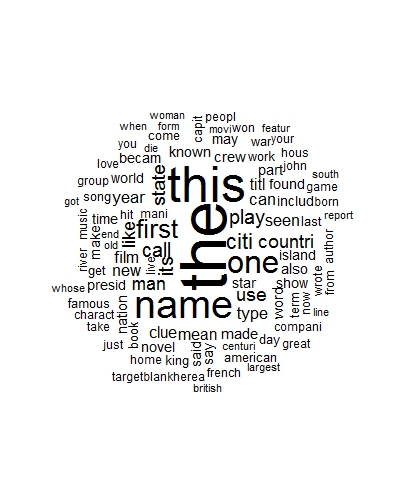 woman
when form capit peopl
movi won featur
you come may war your
die
love becam known crew work hous
group world state this part john
got song year titl found game south
can includ born
music time hit mani first the play seen last report
make end like call citi countri author
old
river film its one island
get new live also from wrote
whose presid man star show
famous name use word term now line
charact nation type
take book clue mean made compani
just novel said say centuri day great
home king american
targetblankherea french largest
british